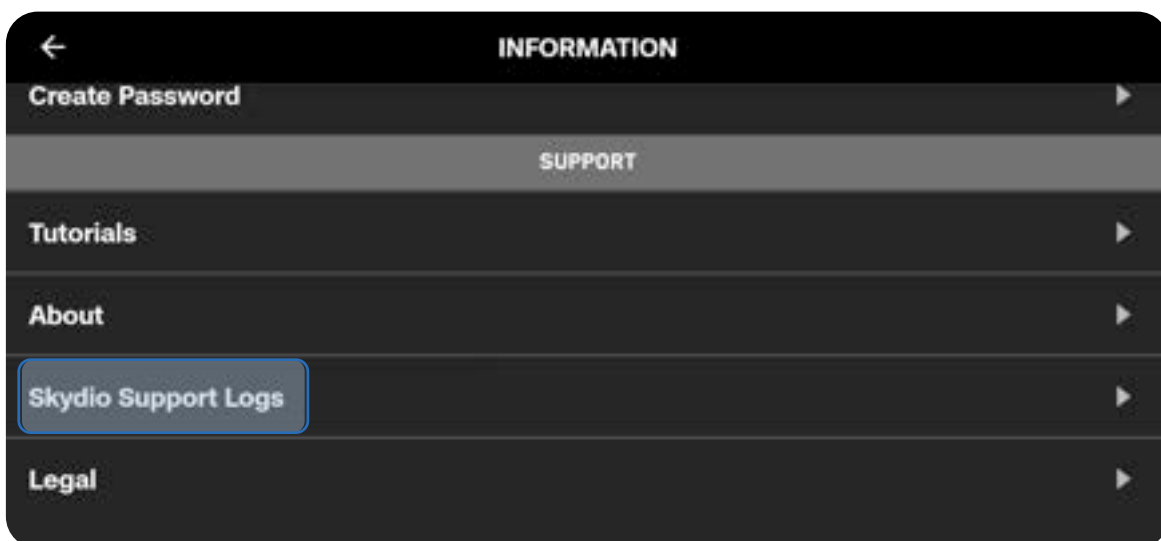 INFORMATION
Create Password
SUPPORT
Tutorials
About
Skydio Support Logs
Legal